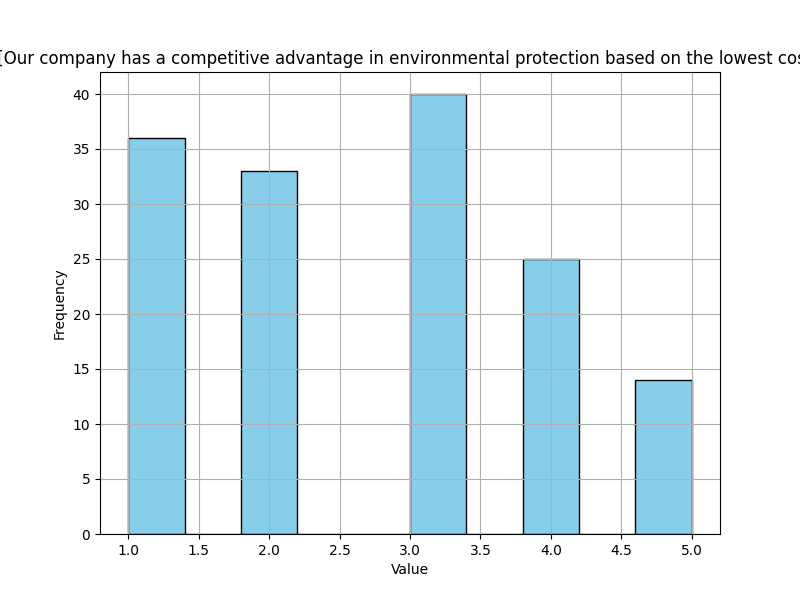 [Our company has a competitive advantage in environmental protection based on the lowest cos
40
35
30
25
20
15
10
5
0
Frequency
1.0 1.5 2.0 2.5 3.0 3.5 4.0 4.5 5.0
Value